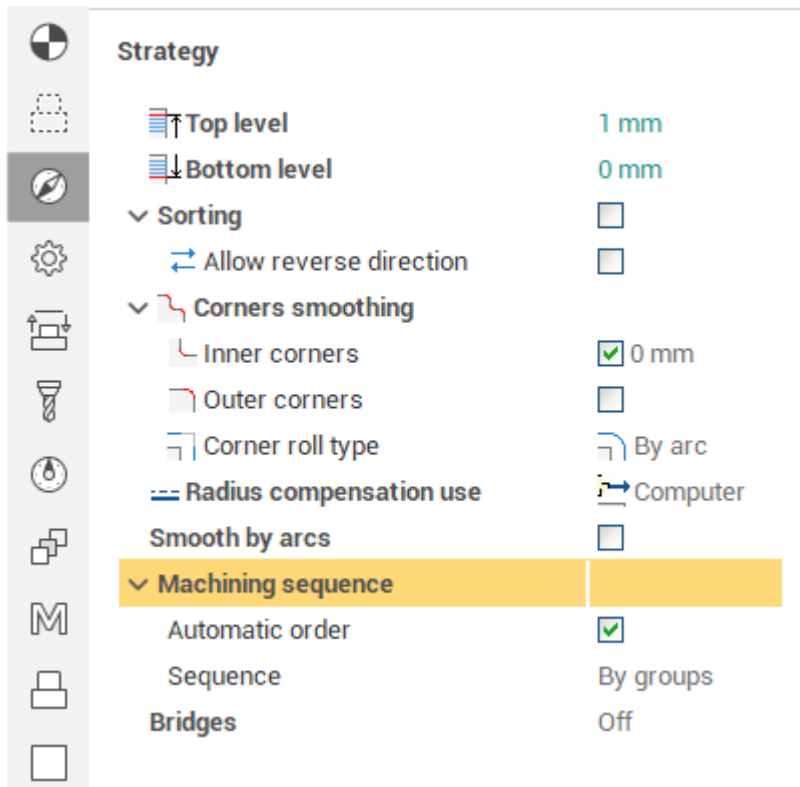 Strategy
Top level 1 mm
Bottom level 0 mm
Sorting
Allow reverse direction
Corners smoothing
Inner corners 0 mm
Outer corners
Corner roll type By arc
Radius compensation use Computer
Smooth by arcs
Machining sequence
Automatic order
Sequence By groups
Bridges Off